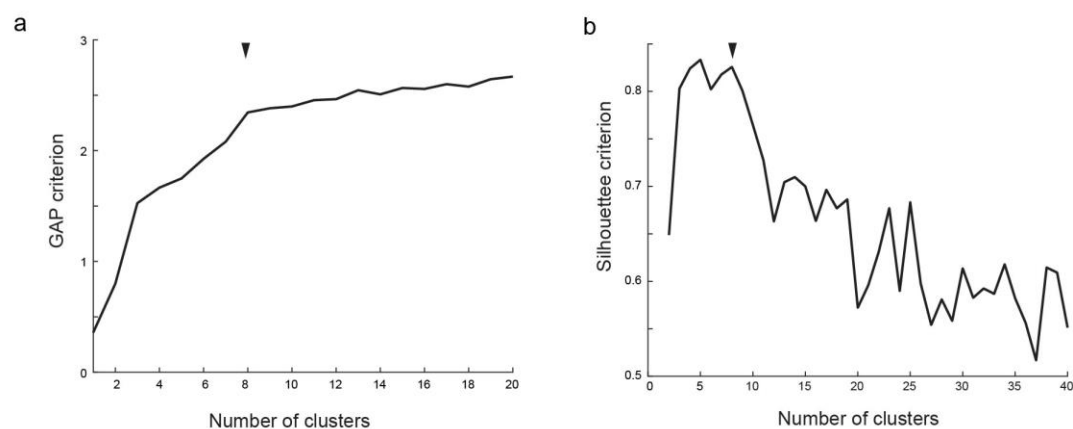 a
3
2
1
0
GAP criterion
2 4 6 8 10 12 14 16 18 20
Number of clusters
b
0.8
0.7
0.6
0.5
Silhouettee criterion
0 5 10 15 20 25 30 35 40
Number of clusters